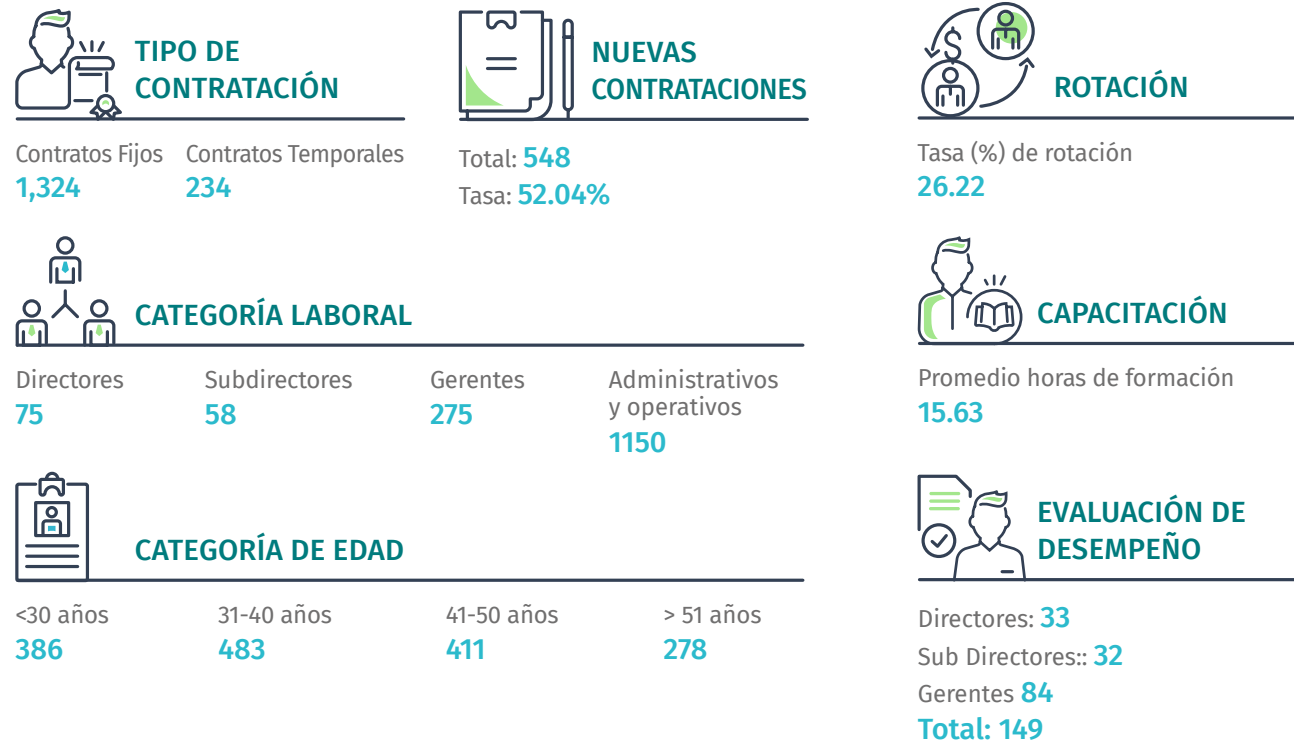 TIPO DE
CONTRATACIÓN
Contratos Fijos
1,324
Contratos Temporales
234
NUEVAS
CONTRATACIONES
Total: 548
Tasa: 52.04%
ROTACIÓN
Tasa (%) de rotación
26.22
CATEGORÍA LABORAL
Directores
75
Subdirectores
58
Gerentes
275
Administrativos
y operativos
1150
CAPACITACIÓN
Promedio horas de formación
15.63
CATEGORÍA DE EDAD
<30 años
386
31-40 años
483
41-50 años
411
> 51 años
278
EVALUACIÓN DE
DESEMPEÑO
Directores: 33
Sub Directores:: 32
Gerentes 84
Total: 149